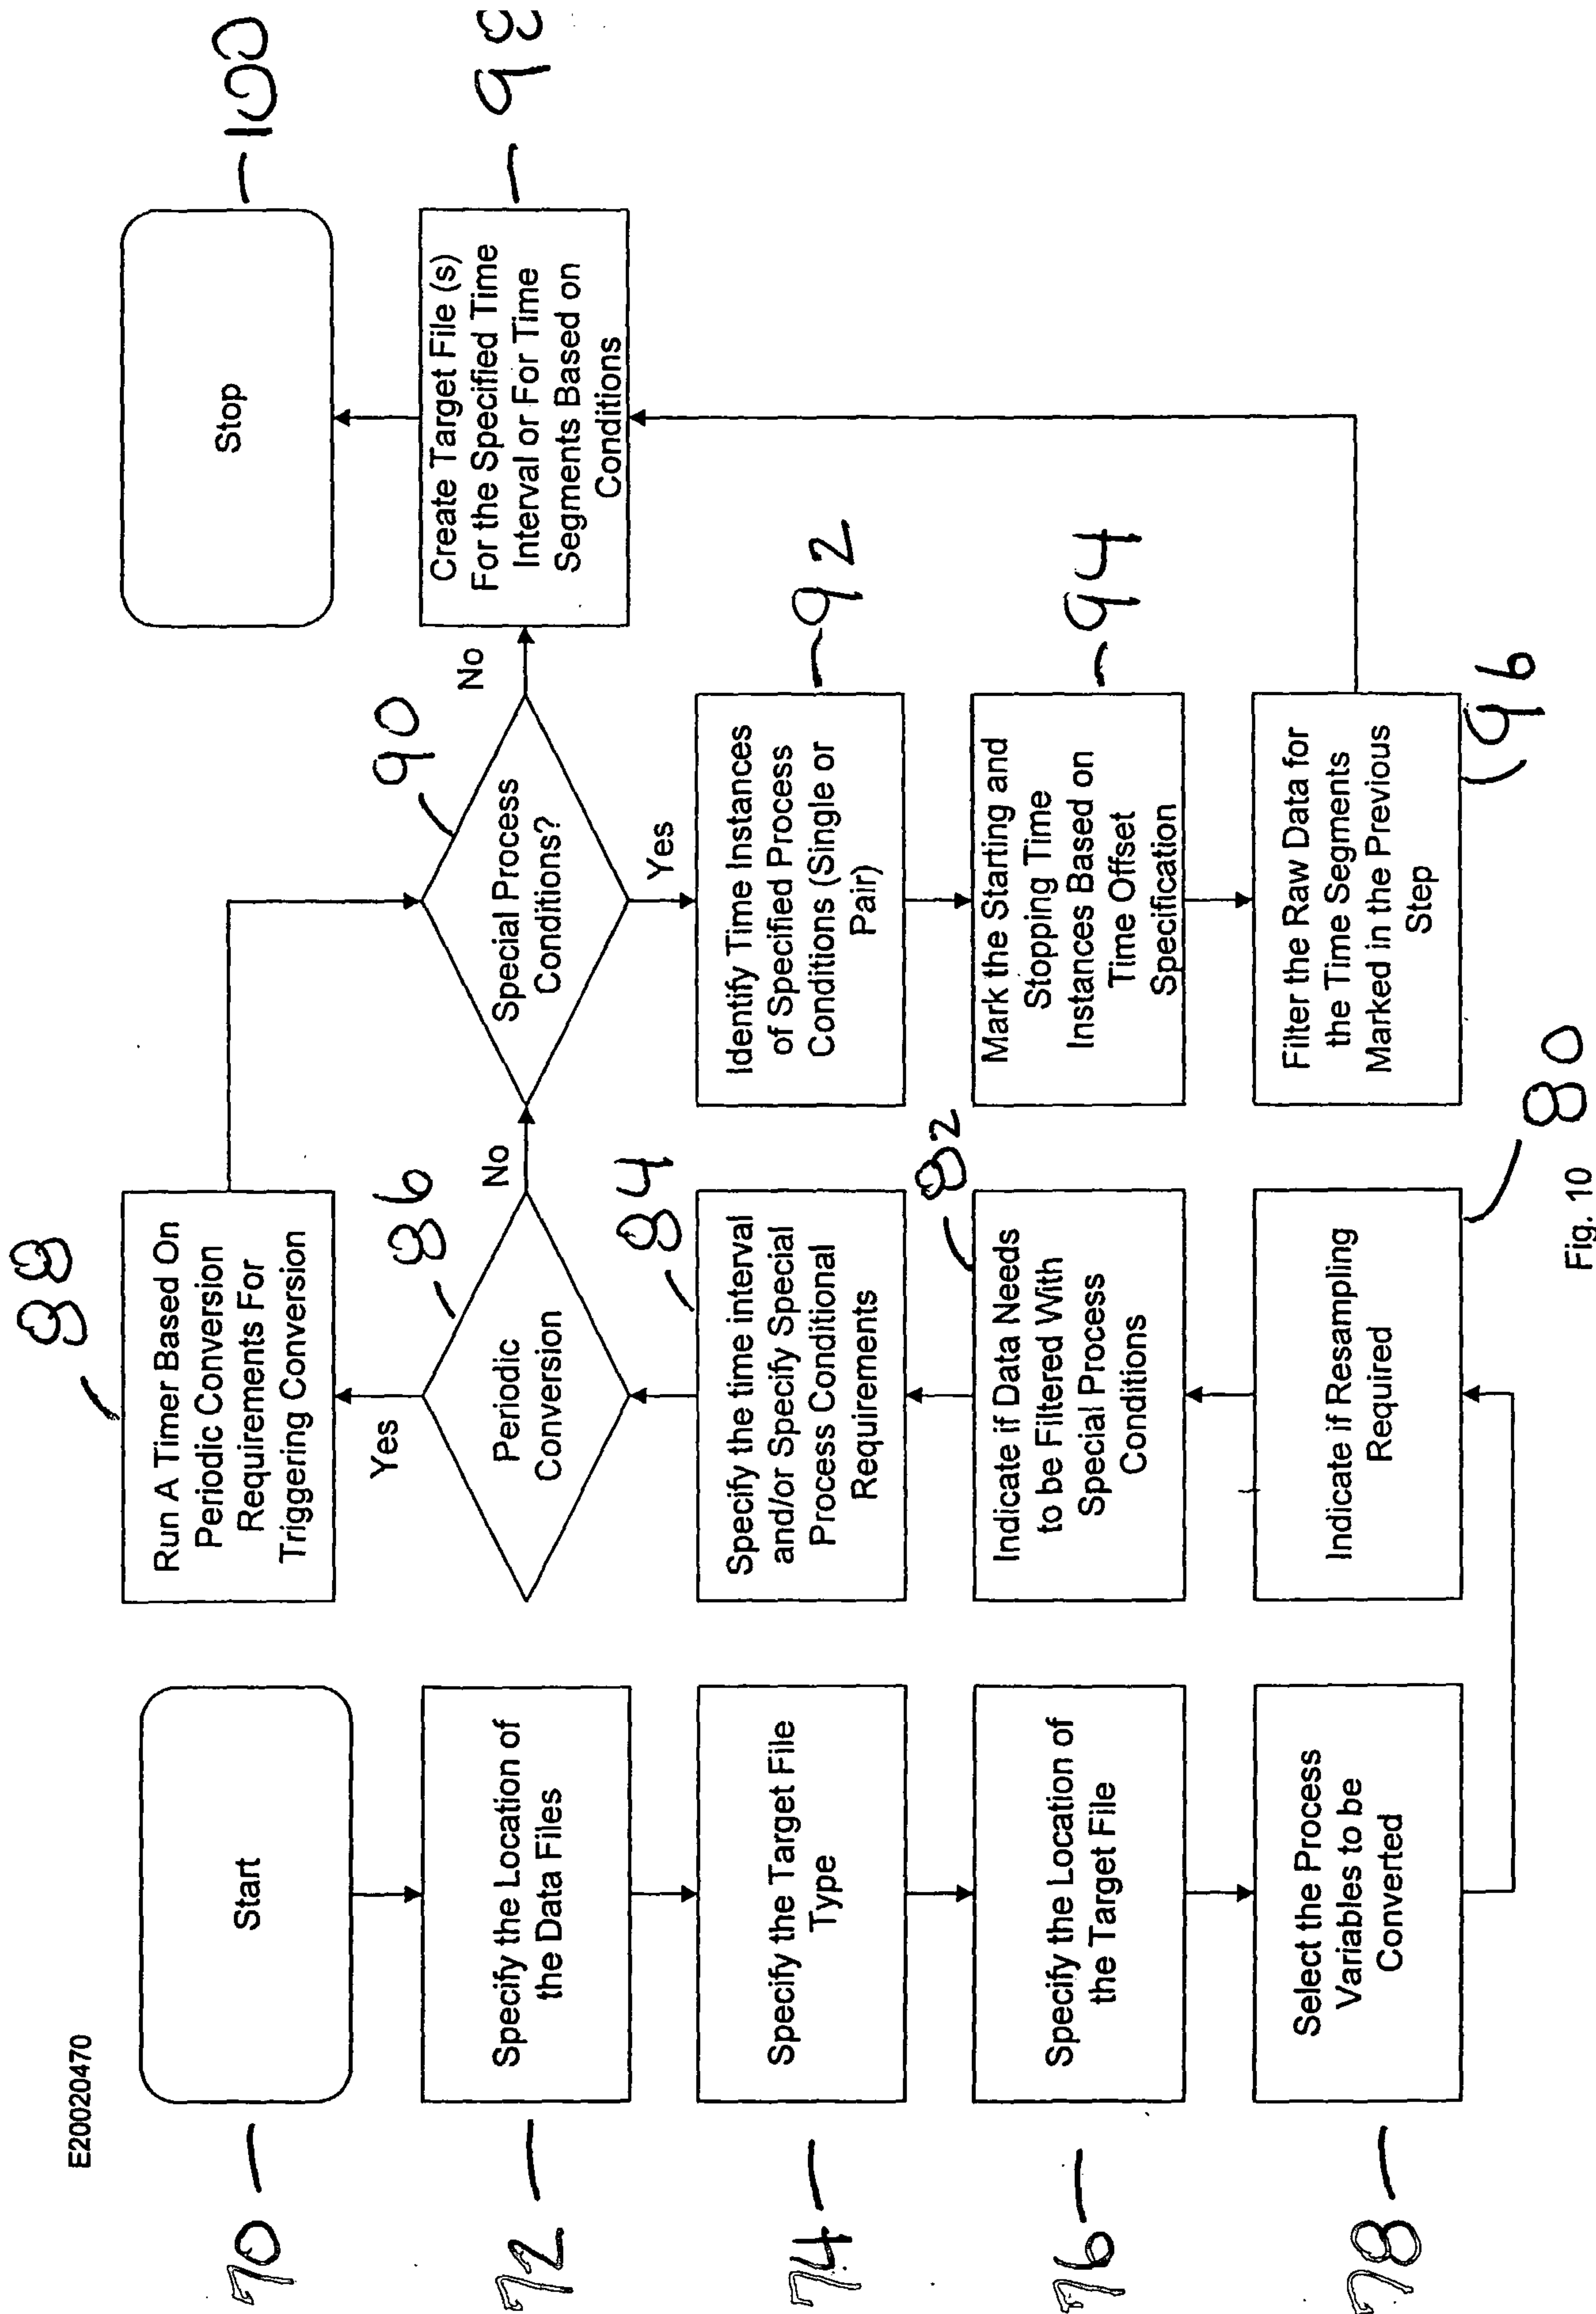 E20020470
70
Start
72
Specify the Location of
the Data Files
74
Specify the Target File
Type
76
Specify the Location of
the Target File
78
Select the Process
Variables to be
Converted
80
Indicate if Resampling
Required
82
Indicate if Data Needs
to be Filtered With
Special Process
Conditions
84
Specify the time interval
and/or Specify Special
Process Conditional
Requirements
86
Periodic
Conversion
Yes
No
88
Run A Timer Based On
Periodic Conversion
Requirements For
Triggering Conversion
90
Special Process
Conditions?
No
Yes
92
Identify Time Instances
of Specified Process
Conditions (Single or
Pair)
94
Mark the Starting and
Stopping Time
Instances Based on
Time Offset
Specification
96
Filter the Raw Data for
the Time Segments
Marked in the Previous
Step
98
Create Target File (s)
For the Specified Time
Interval or For Time
Segments Based on
Conditions
100
Stop
Fig. 10